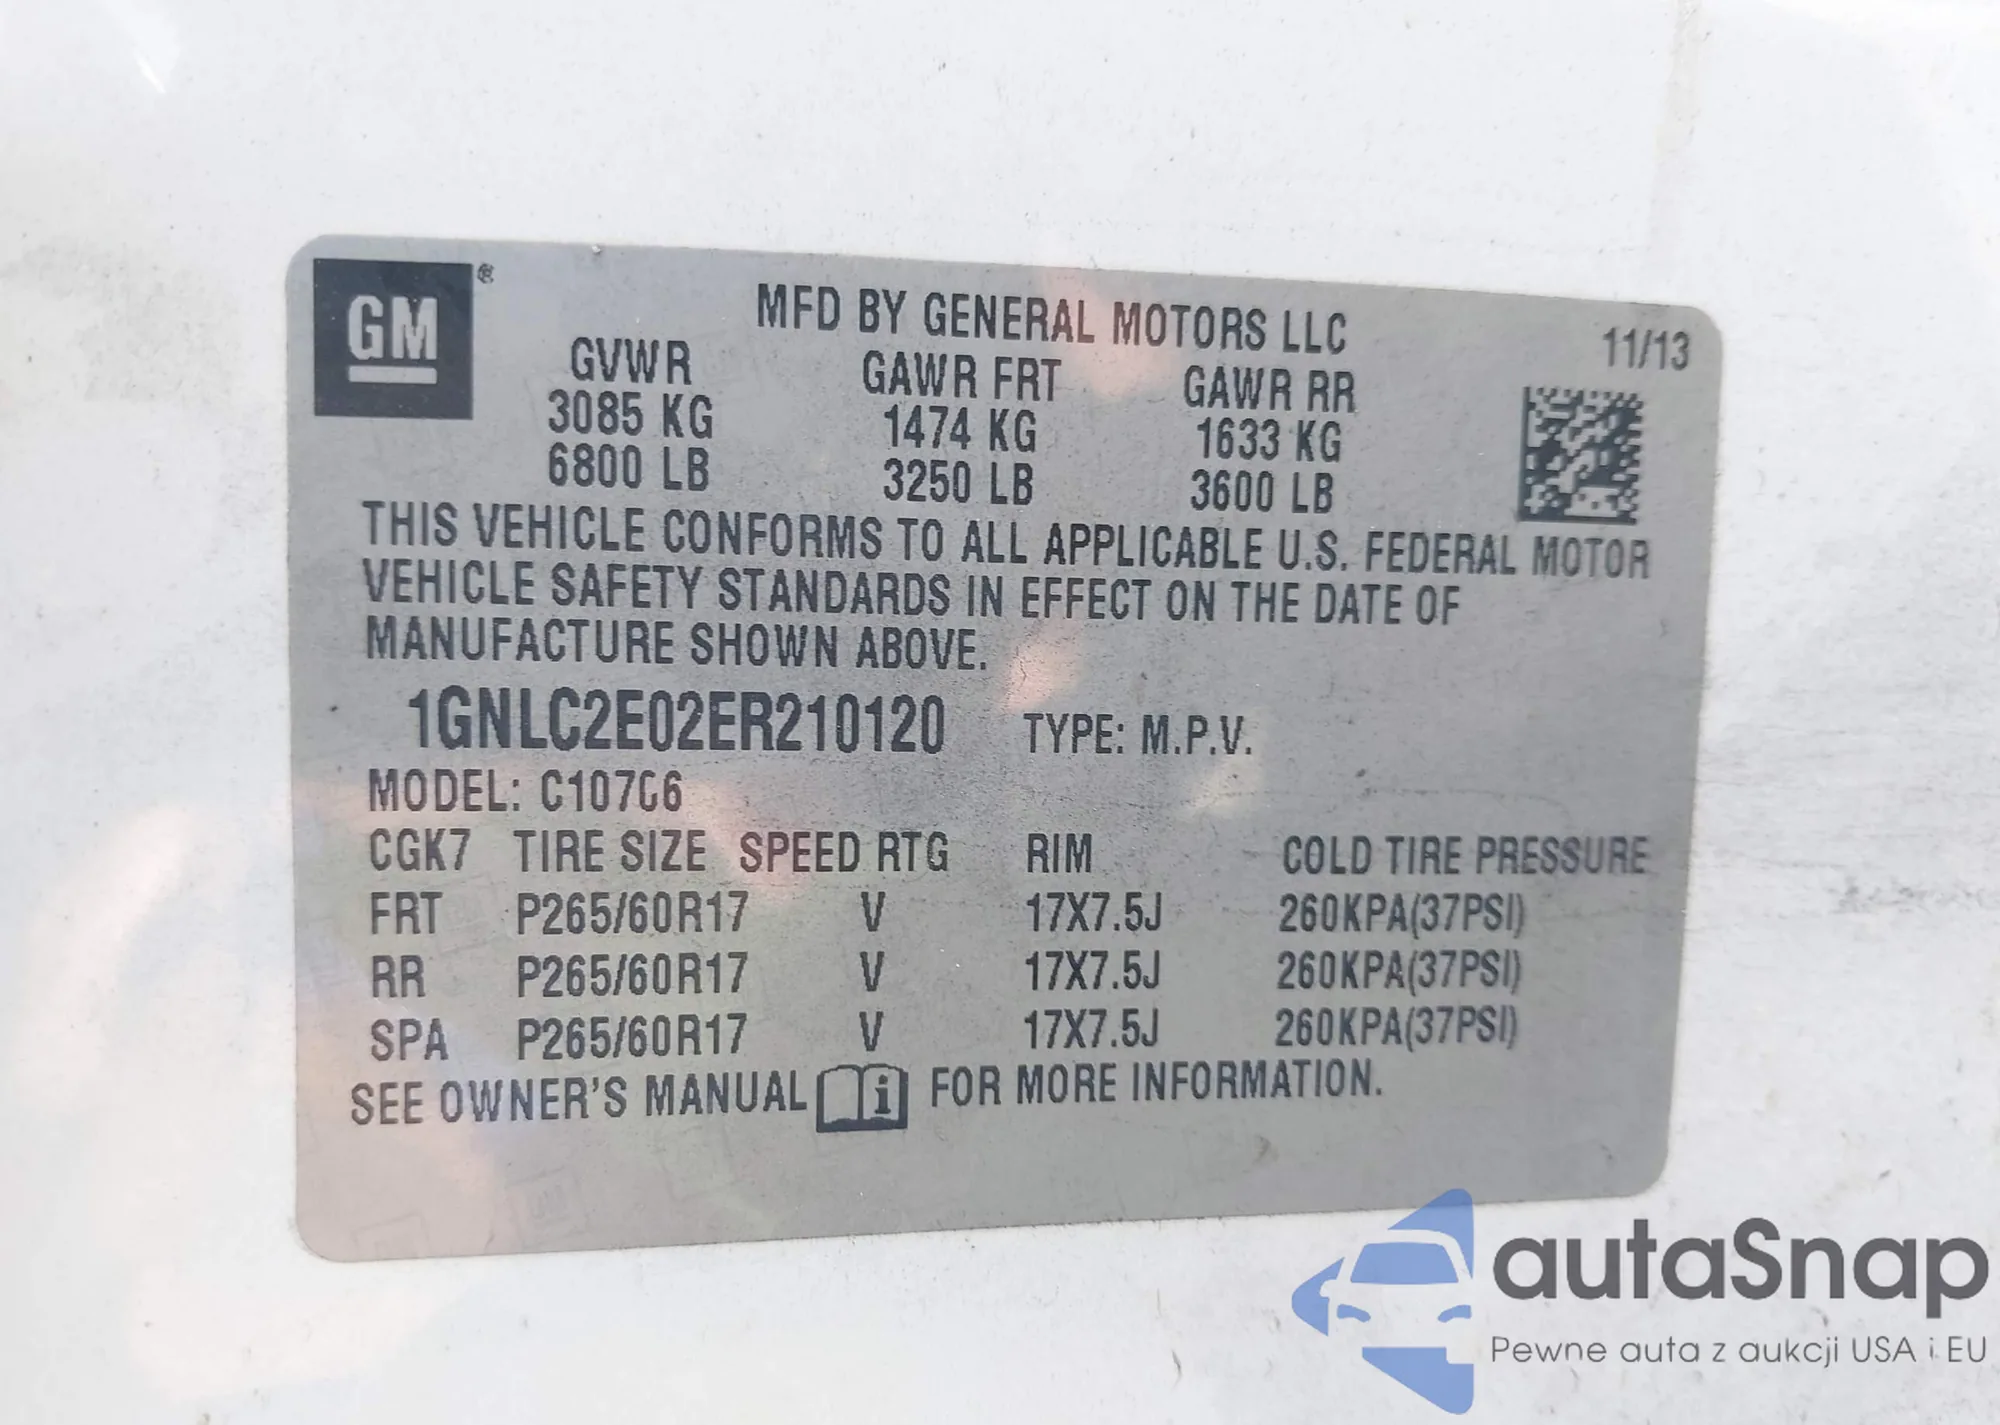 GM®
MFD BY GENERAL MOTORS LLC
11/13
GVWR GAWR FRT GAWR RR
3085 KG 1474 KG 1633 KG
6800 LB 3250 LB 3600 LB
THIS VEHICLE CONFORMS TO ALL APPLICABLE U.S. FEDERAL MOTOR
VEHICLE SAFETY STANDARDS IN EFFECT ON THE DATE OF
MANUFACTURE SHOWN ABOVE.
1GNLC2E02ER210120 TYPE: M.P.V.
MODEL: C10706
CGK7 TIRE SIZE SPEED RTG RIM COLD TIRE PRESSURE
FRT P265/60R17 V 17X7.5J 260KPA(37PSI)
RR P265/60R17 V 17X7.5J 260KPA(37PSI)
SPA P265/60R17 V 17X7.5J 260KPA(37PSI)
SEE OWNER'S MANUAL i FOR MORE INFORMATION.
autaSnap
Pewne auta z aukcji USA i EU